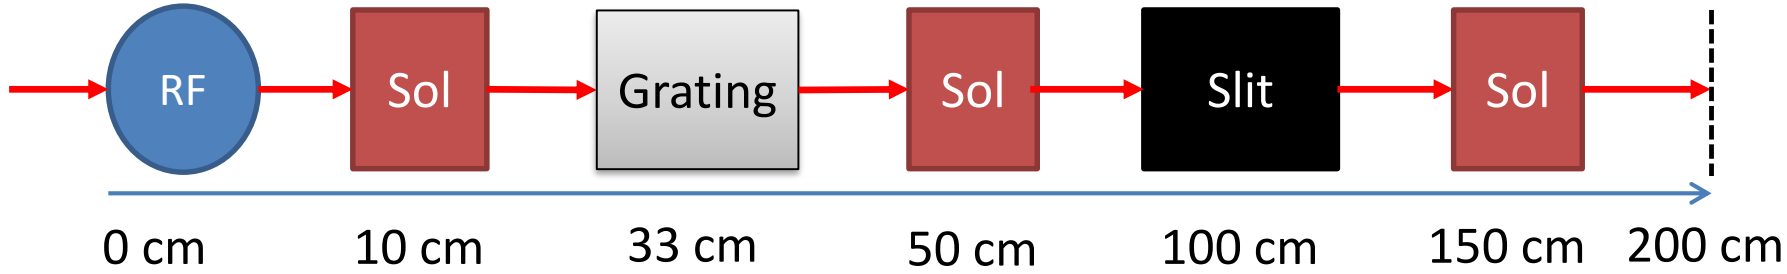 RF Sol Grating Sol Slit Sol
0 cm 10 cm 33 cm 50 cm 100 cm 150 cm 200 cm